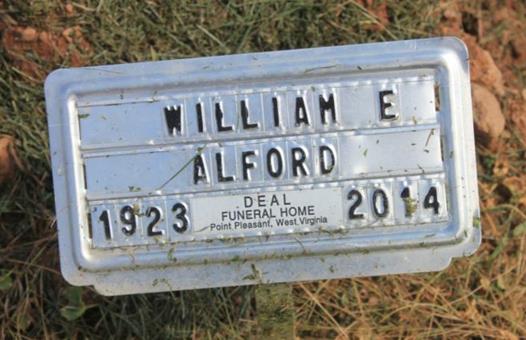 WILLIAM E
ALFORD
1923 DEAL 2014
FUNERAL HOME
Point Pleasant, West Virginia